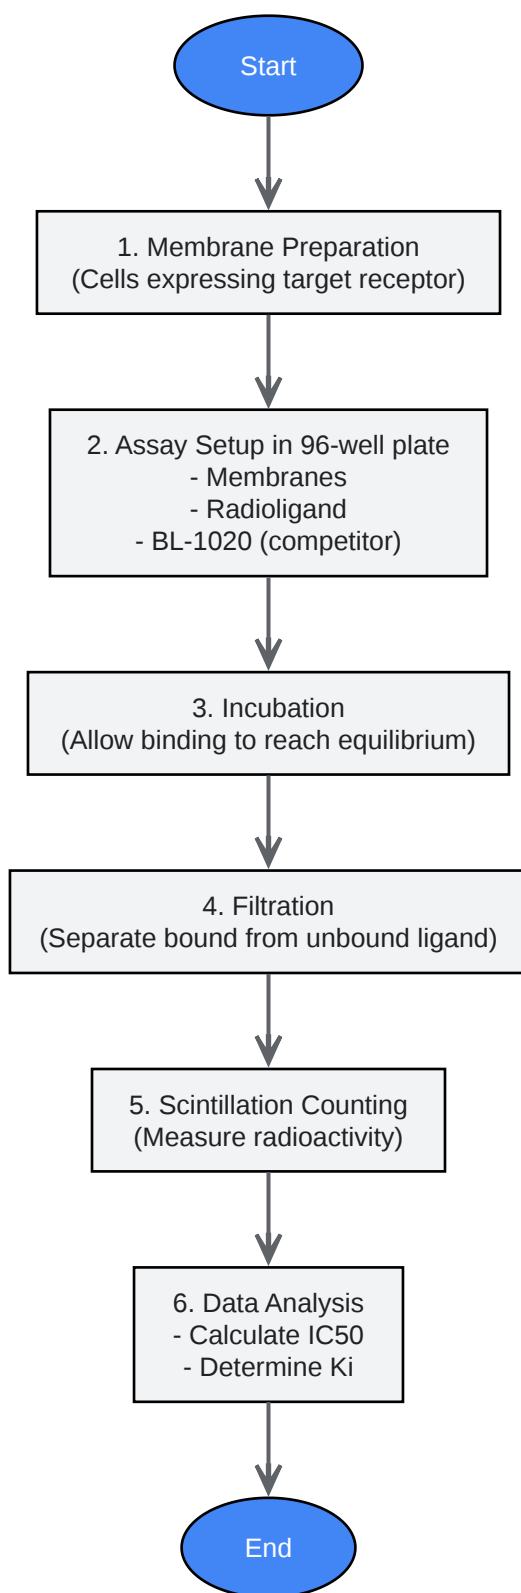 Start
1. Membrane Preparation
(Cells expressing target receptor)
2. Assay Setup in 96-well plate
- Membranes
- Radioligand
- BL-1020 (competitor)
3. Incubation
(Allow binding to reach equilibrium)
4. Filtration
(Separate bound from unbound ligand)
5. Scintillation Counting
(Measure radioactivity)
6. Data Analysis
- Calculate IC50
- Determine Ki
End